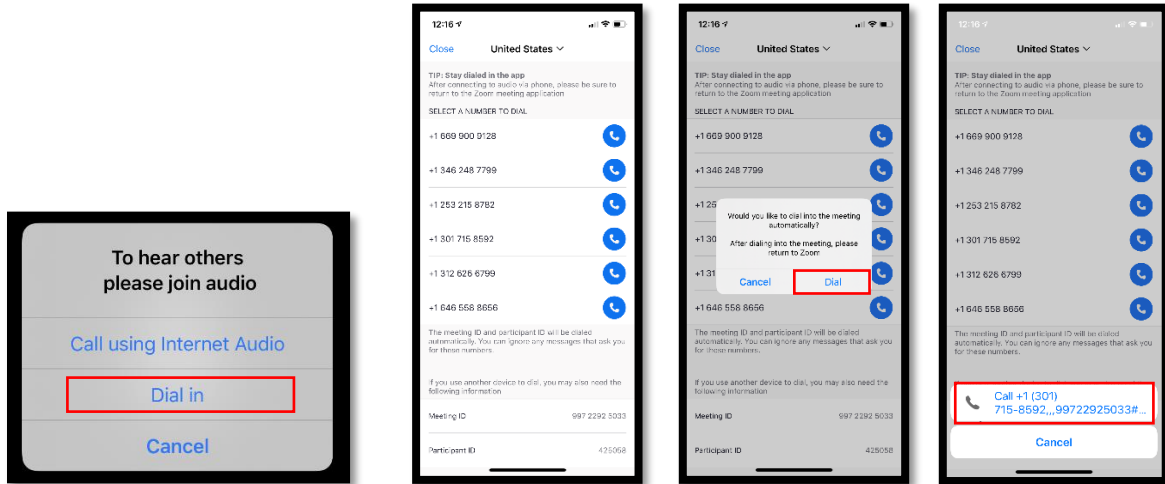 To hear others
please join audio
Call using Internet Audio
Dial in
Cancel
12:16
Close
United States
TIP: Stay dialed in the app
After connecting to audio via phone, please be sure to
return to the Zoom meeting application
SELECT A NUMBER TO DIAL
+1 669 900 9128
+1 346 248 7799
+1 253 215 8782
+1 301 715 8592
+1 312 626 6799
+1 646 558 8656
The meeting ID and participant ID will be dialed
automatically. You can ignore any messages that ask you
for these numbers.
If you use another device to dial, you may also need the
following information
Meeting ID 997 2292 5033
Participant ID 425058
12:16
Close
United States
TIP: Stay dialed in the app
After connecting to audio via phone, please be sure to
return to the Zoom meeting application
SELECT A NUMBER TO DIAL
+1 669 900 9128
+1 346 248 7799
+1 25
+1 30
+1 31
Would you like to dial into the meeting
automatically?
After dialing into the meeting, please
return to Zoom
Cancel
Dial
+1 646 558 8656
The meeting ID and participant ID will be dialed
automatically. You can ignore any messages that ask you
for these numbers.
If you use another device to dial, you may also need the
following information
Meeting ID 997 2292 5033
Participant ID 425058
12:16
Close
United States
TIP: Stay dialed in the app
After connecting to audio via phone, please be sure to
return to the Zoom meeting application
SELECT A NUMBER TO DIAL
+1 669 900 9128
+1 346 248 7799
+1 253 215 8782
+1 301 715 8592
+1 312 626 6799
+1 646 558 8656
The meeting ID and participant ID will be dialed
automatically. You can ignore any messages that ask you
for these numbers.
Call +1 (301)
715-8592,,,99722925033#...
Cancel